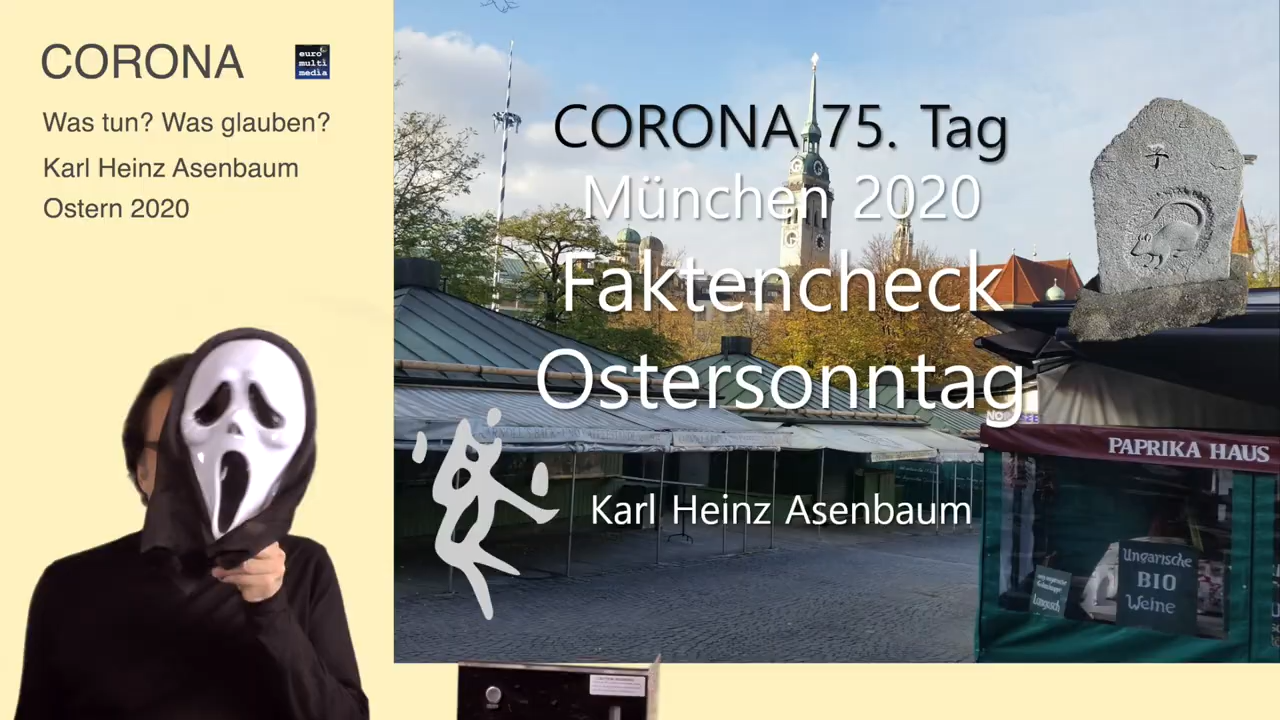 CORONA
euro
multi
media
Was tun? Was glauben?
Karl Heinz Asenbaum
Ostern 2020
CORONA 75. Tag
München 2020
Faktencheck
Ostersonntag
Karl Heinz Asenbaum
PAPRIKA HAUS
Ungarische
BIO
Weine
Langosch